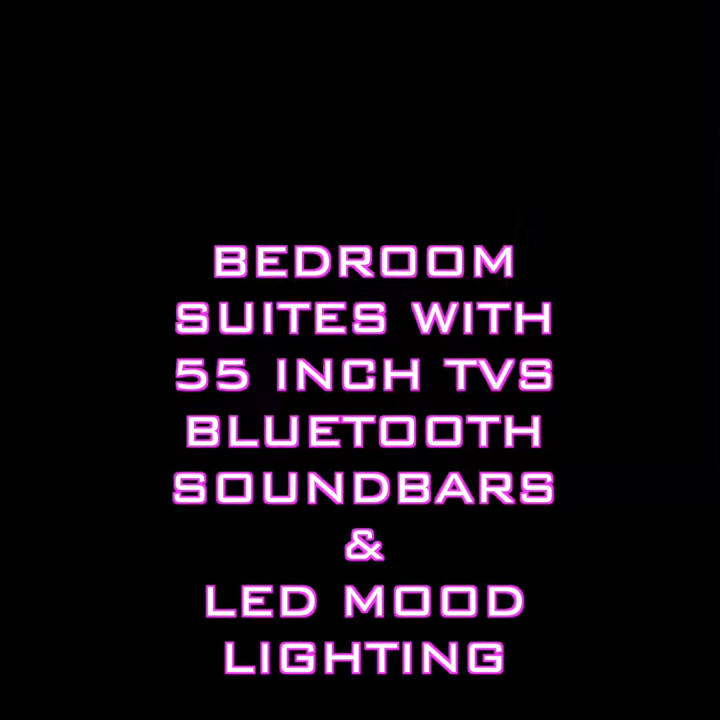 BEDROOM
SUITES WITH
55 INCH TVS
BLUETOOTH
SOUNDBARS
&
LED MOOD
LIGHTING